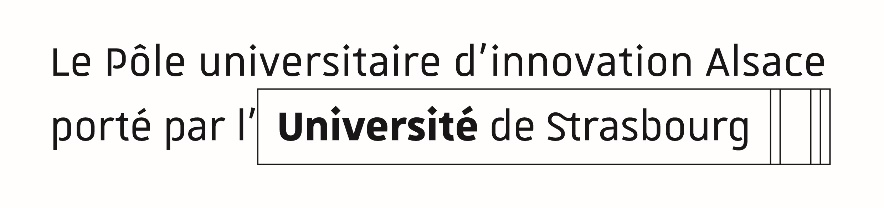 Le Pôle universitaire d'innovation Alsace
porté par l'Université de Strasbourg